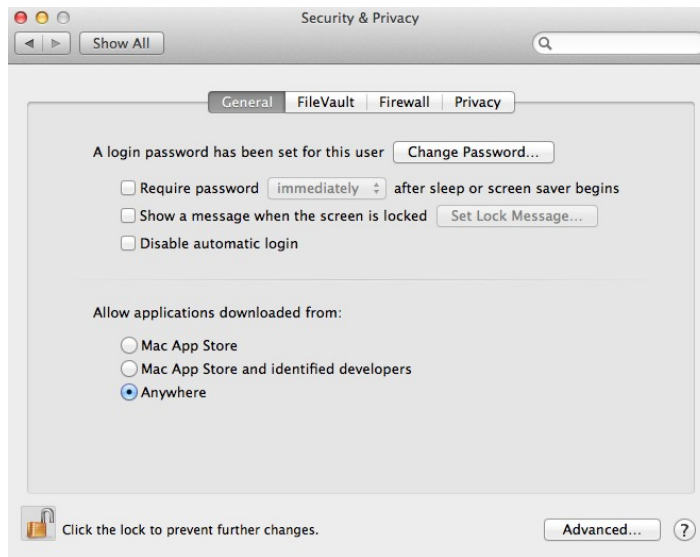 Security & Privacy
Show All
General FileVault Firewall Privacy
A login password has been set for this user Change Password...
Require password immediately after sleep or screen saver begins
Show a message when the screen is locked Set Lock Message...
Disable automatic login
Allow applications downloaded from:
Mac App Store
Mac App Store and identified developers
Anywhere
Click the lock to prevent further changes. Advanced... ?